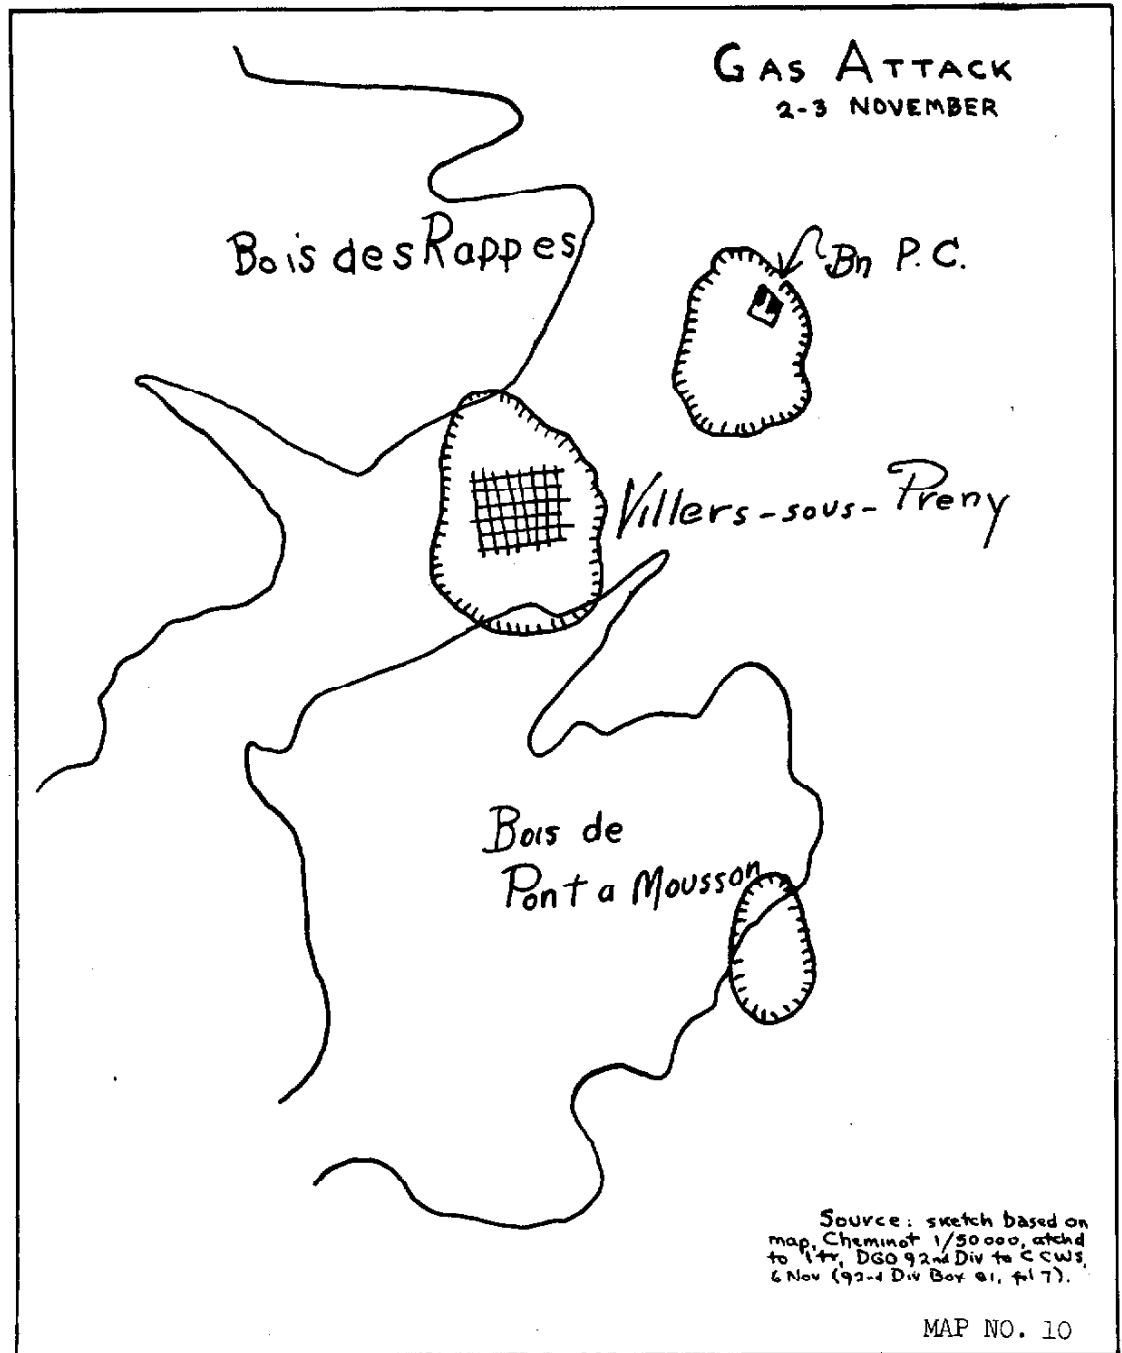 GAS ATTACK
2-3 NOVEMBER
Bois des Rappes
Bn P.C.
Villers-sous-Preny
Bois de
Pont a Mousson
Source: sketch based on
map, Cheminot 1/50000, atchd
to ltr, DGO 92nd Div to C CWS,
6 Nov (92nd Div Box 7).
MAP NO. 10